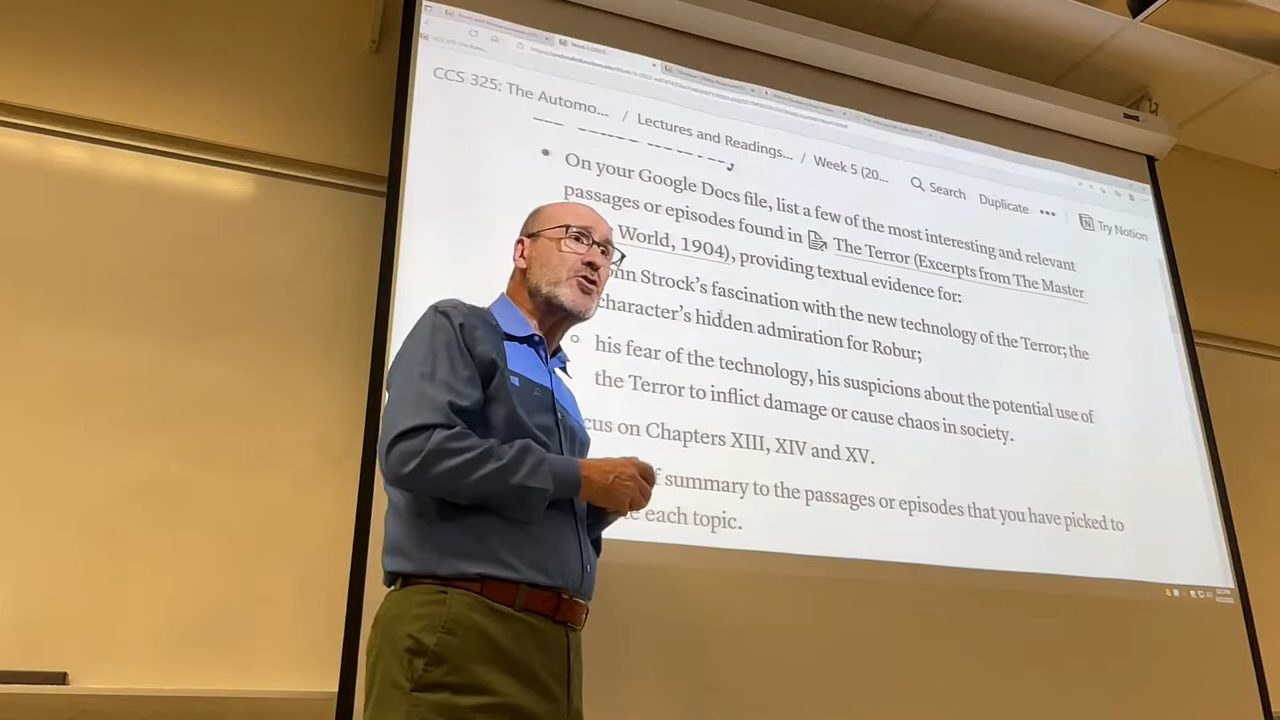 CCS 325: The Automo... / Lectures and Readings... / Week 5 (20...
Search Duplicate ••• Try Notion
• On your Google Docs file, list a few of the most interesting and relevant
passages or episodes found in The Terror (Excerpts from The Master
World, 1904), providing textual evidence for:
Strock's fascination with the new technology of the Terror; the
character's hidden admiration for Robur;
○ his fear of the technology, his suspicions about the potential use of
the Terror to inflict damage or cause chaos in society.
on Chapters XIII, XIV and XV.
summary to the passages or episodes that you have picked to
each topic.